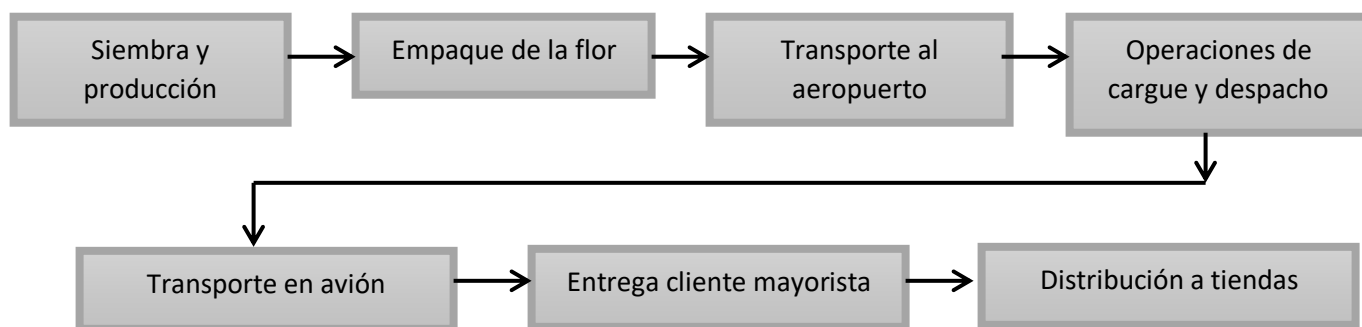 Siembra y
producción
Empaque de la flor
Transporte al
aeropuerto
Operaciones de
cargue y despacho
Transporte en avión
Entrega cliente mayorista
Distribución a tiendas